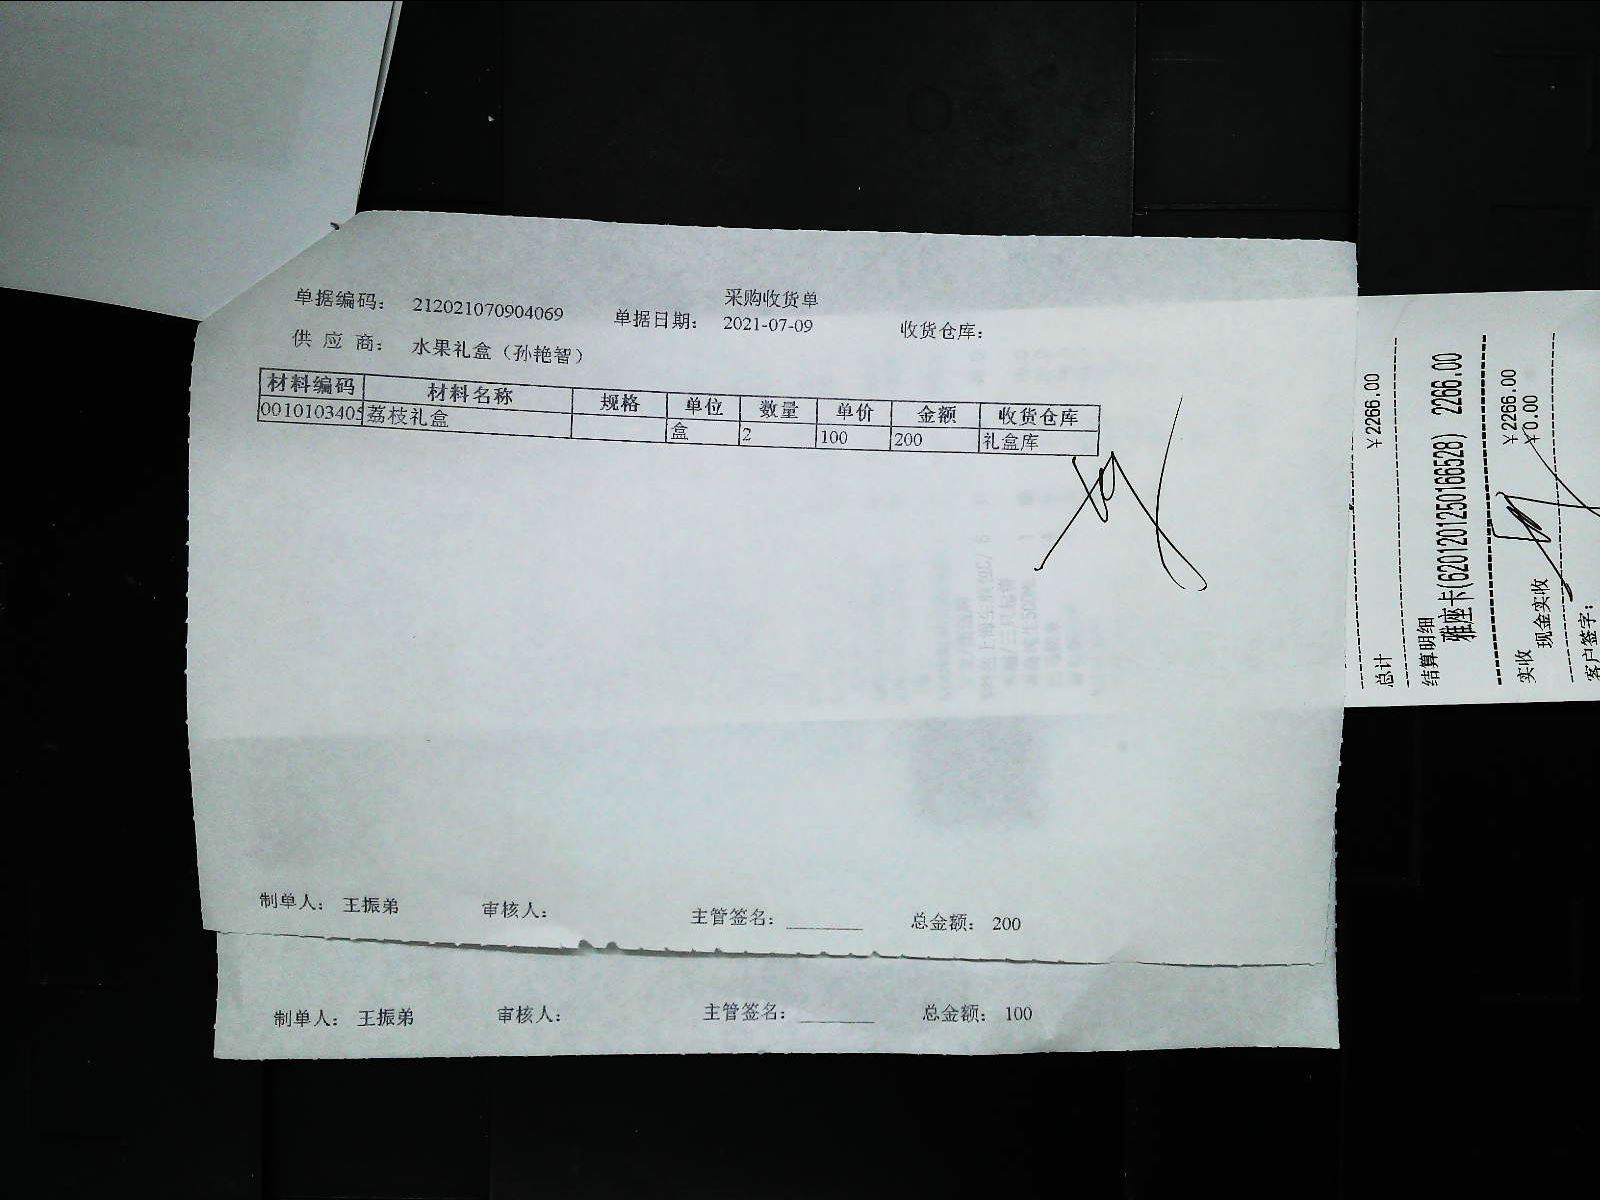 采购收货单
单据编码： 212021070904069 单据日期： 2021-07-09 收货仓库：
供 应 商： 水果礼盒（孙艳智）
材料编码 材料名称 规格 单位 数量 单价 金额 收货仓库
0010103405 荔枝礼盒 盒 2 100 200 礼盒库
制单人： 王振弟 审核人： 主管签名：________ 总金额： 200
制单人： 王振弟 审核人： 主管签名：________ 总金额： 100
总计 ￥2266.00
结算明细
雅座卡(6201201250166528) 2266.00
实收 ￥2266.00
现金实收 ￥0.00
客户签字：